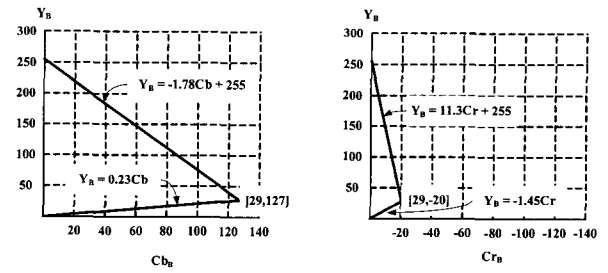 Y_B
300
250
200
150
100
50
20 40 60 80 100 120 140
Cb_B
Y_B = -1.78Cb + 255
Y_B = 0.23Cb
[29,127]
Y_B
300
250
200
150
100
50
-20 -40 -60 -80 -100 -120 -140
Cr_B
Y_B = 11.3Cr + 255
[29,-20]
Y_B = -1.45Cr